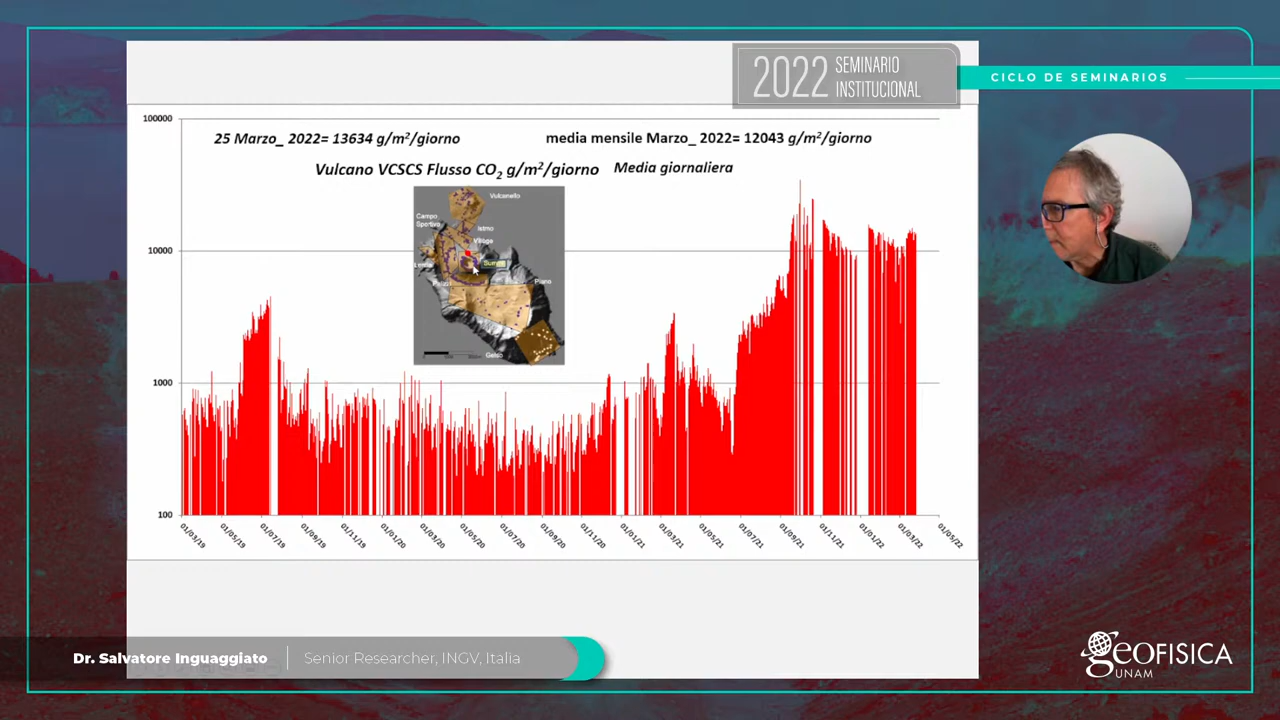 2022 SEMINARIO
INSTITUCIONAL
CICLO DE SEMINARIOS
25 Marzo_ 2022= 13634 g/m²/giorno
media mensile Marzo_ 2022= 12043 g/m²/giorno
Vulcano VCSCS Flusso CO₂ g/m²/giorno Media giornaliera
Vulcanello
Campo
Sportivo
Istmo
Village
Piano
Gelso
100000
10000
1000
100
01/03/19
01/05/19
01/07/19
01/09/19
01/11/19
01/01/20
01/03/20
01/05/20
01/07/20
01/09/20
01/11/20
01/01/21
01/03/21
01/05/21
01/07/21
01/09/21
01/11/21
01/01/22
01/03/22
01/05/22
Dr. Salvatore Inguaggiato
Senior Researcher, INGV, Italia
GEOFISICA
UNAM